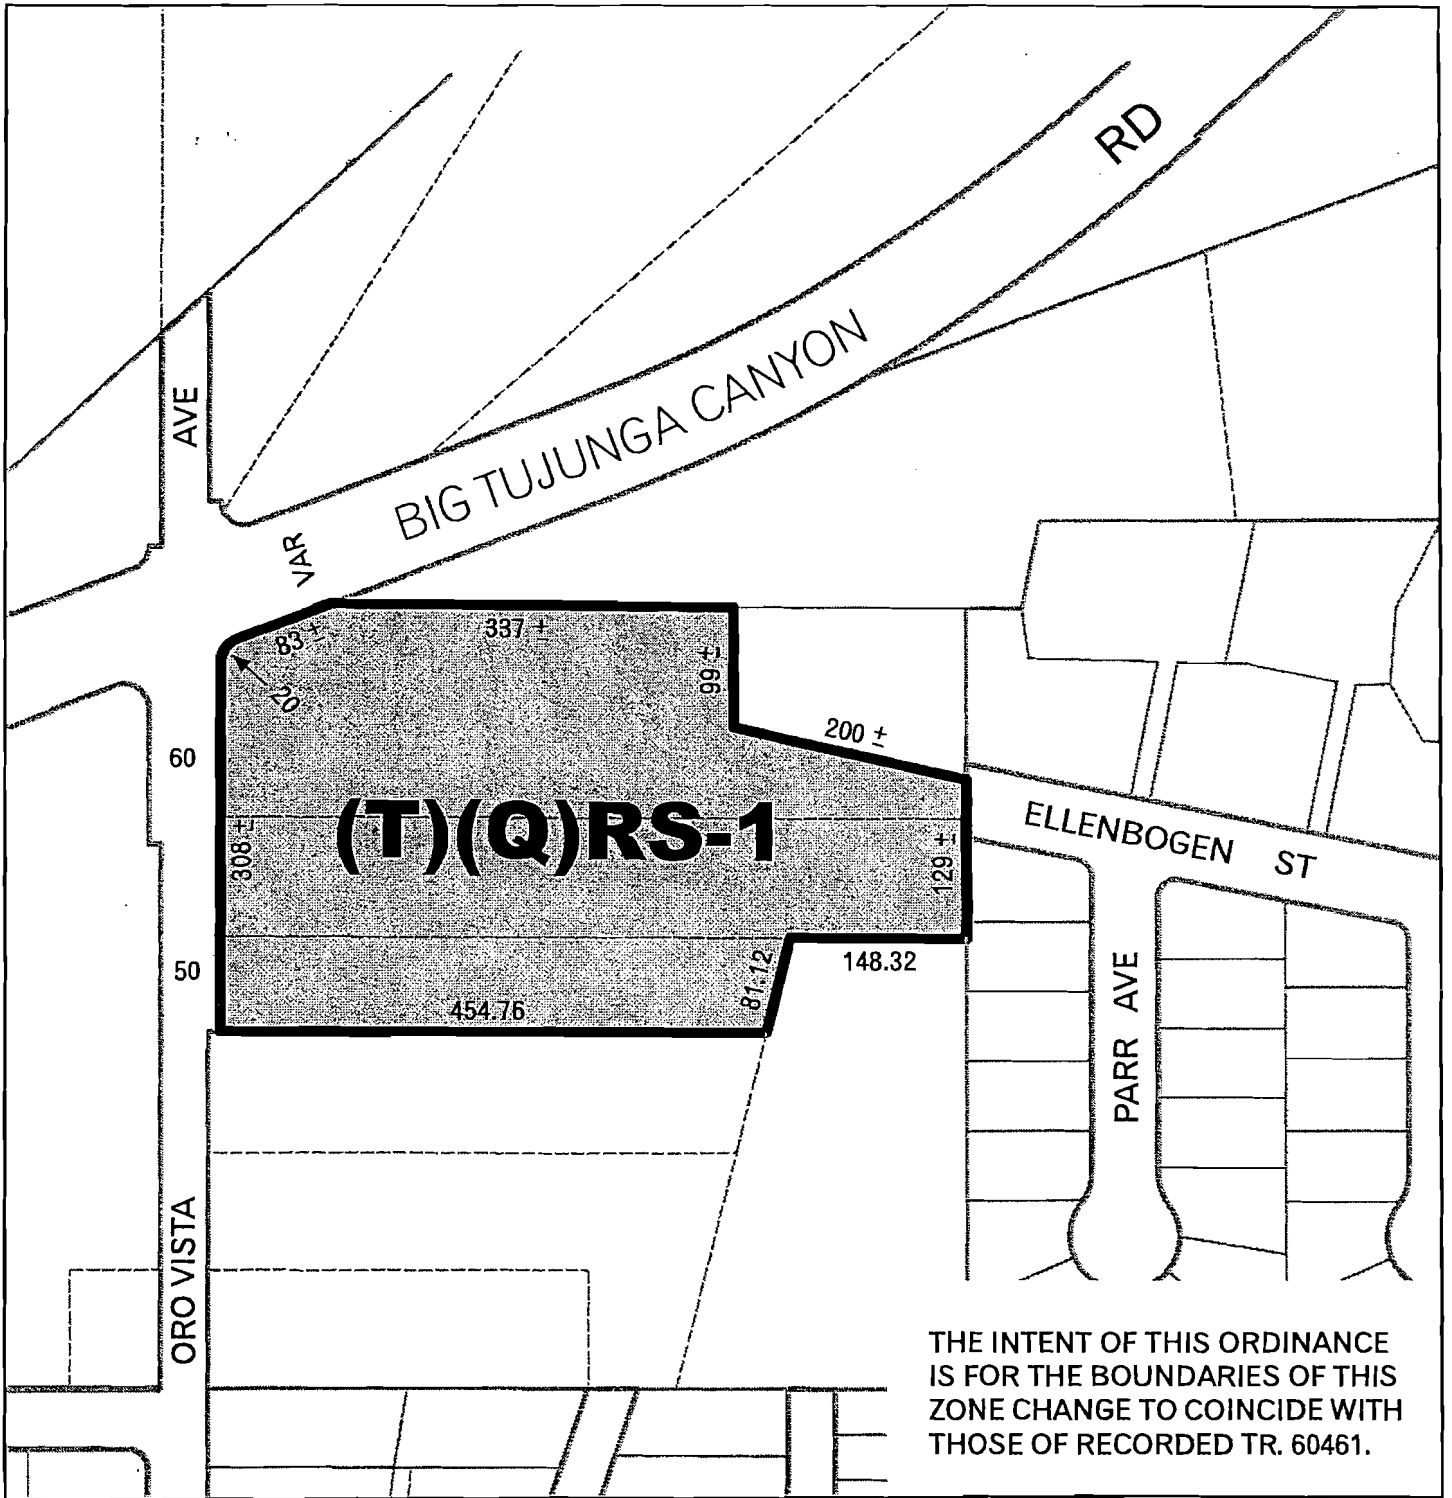 RD
AVE
BIG TUJUNGA CANYON
VAR
83 ±
337 ±
20
99 ±
200 ±
60
(T)(Q)RS-1
308 ±
129 ±
ELLENBOGEN ST
50
454.76
81.12
148.32
PARR AVE
ORO VISTA
THE INTENT OF THIS ORDINANCE
IS FOR THE BOUNDARIES OF THIS
ZONE CHANGE TO COINCIDE WITH
THOSE OF RECORDED TR. 60461.